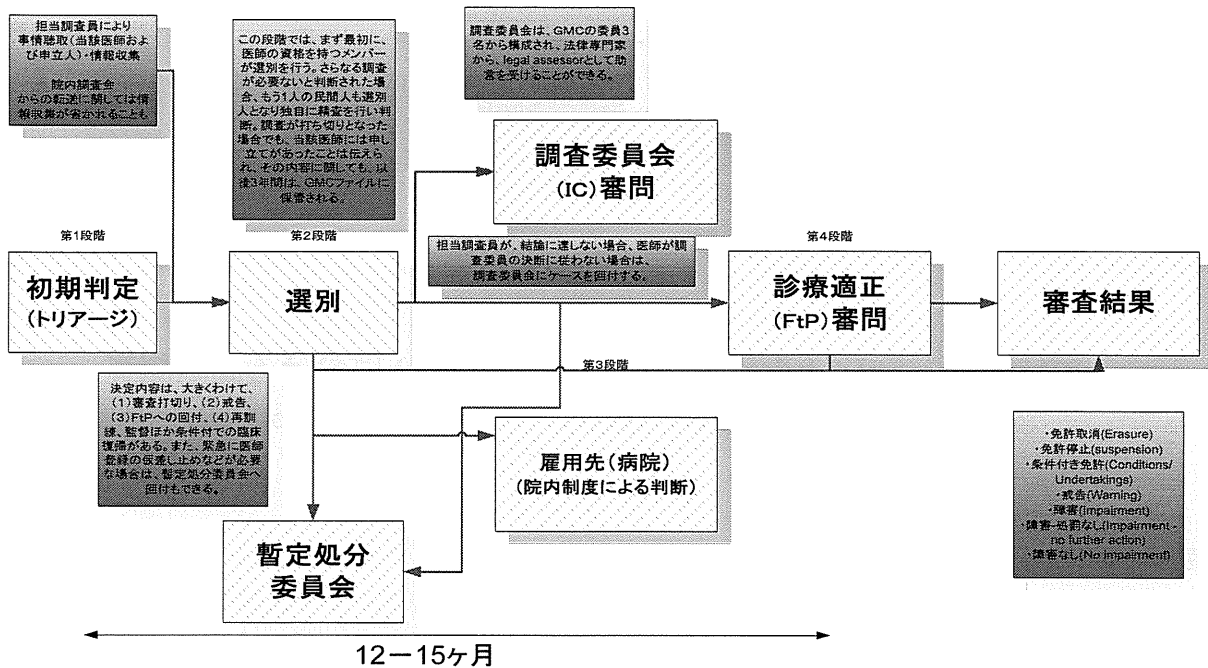 担当調査員により
事情聴取(当該医師およ
び申立人)・情報収集
院内調査会
からの転送に関しては情
報収集が省かれることも
この段階では、まず最初に、
医師の資格を持つメンバー
が選別を行う。さらなる調査
が必要ないと判断された場
合、もう1人の民間人も選別
人となり独自に精査を行い判
断。調査が打ち切りとなった
場合でも、当該医師には申し
立てがあったことは伝えら
れ、その内容に関しても、以
後3年間は、GMCファイルに
保管される。
調査委員会は、GMCの委員3
名から構成され、法律専門家
から、legal assessorとして助
言を受けることができる。
調査委員会
(IC)審問
第1段階
第2段階
担当調査員が、結論に達しない場合、医師が調
査委員の決断に従わない場合は、
調査委員会にケースを回付する。
第4段階
初期判定
(トリアージ)
選別
診療適正
(FtP)審問
審査結果
第3段階
決定内容は、大きくわけて、
(1)審査打切り、(2)戒告、
(3)FtPへの回付、(4)再訓
練、監督ほか条件付での臨床
復帰がある。また、緊急に医師
登録の仮差し止めなどが必要
な場合は、暫定処分委員会へ
回付もできる。
雇用先(病院)
(院内制度による判断)
・免許取消(Erasure)
・免許停止(suspension)
・条件付き免許(Conditions/
Undertakings)
・戒告(Warning)
・障害(Impairment)
・障害-処罰なし(Impairment -
no further action)
・障害なし(No impairment)
暫定処分
委員会
12－15ヶ月